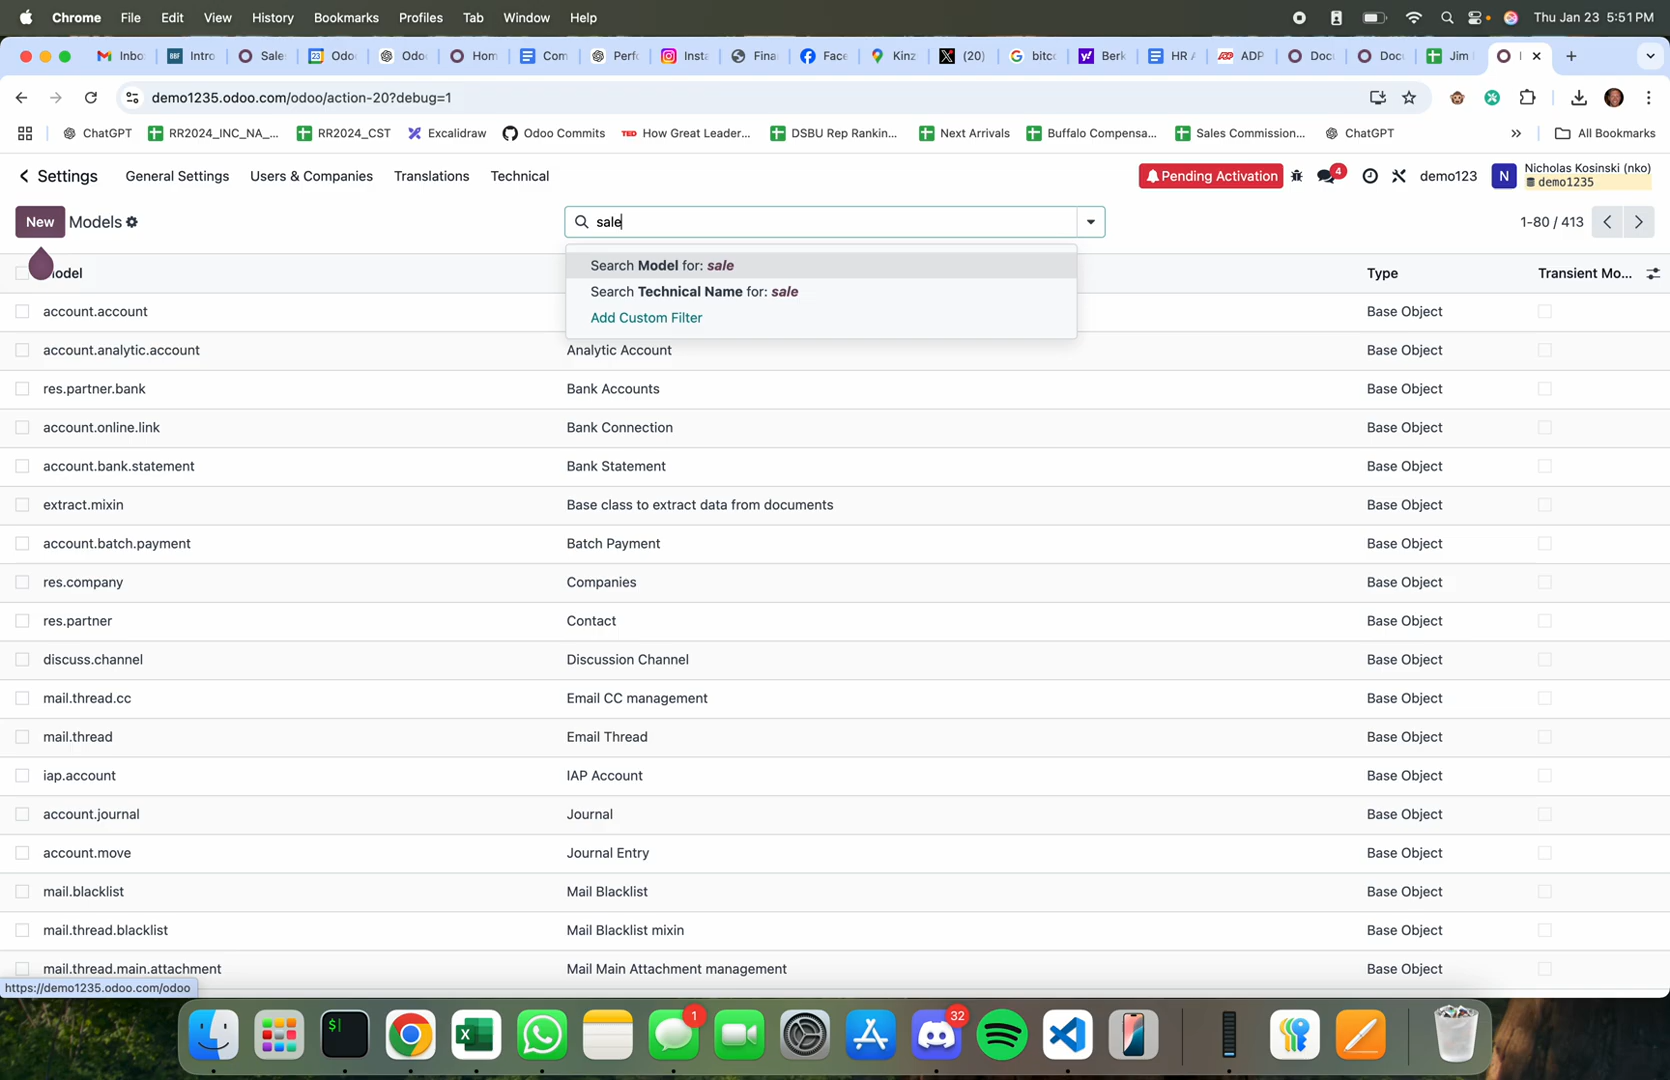 Chrome File Edit View History Bookmarks Profiles Tab Window Help Thu Jan 23 5:51 PM
Inbo Intro Sale Odoo Odoo Hom Com Perf Insta Fina Face Kinz (20) bitco Berk HR A ADP Docu Docu Jim
demo1235.odoo.com/odoo/action-20?debug=1
ChatGPT RR2024_INC_NA_... RR2024_CST Excalidraw Odoo Commits TED How Great Leader... DSBU Rep Rankin... Next Arrivals Buffalo Compensa... Sales Commission... ChatGPT » All Bookmarks
Settings General Settings Users & Companies Translations Technical Pending Activation 4 demo123 N Nicholas Kosinski (nko)
demo1235
New Models sale 1-80 / 413
Search Model for: sale
Search Technical Name for: sale
Add Custom Filter
odel Type Transient Mo...
account.account Base Object
account.analytic.account Analytic Account Base Object
res.partner.bank Bank Accounts Base Object
account.online.link Bank Connection Base Object
account.bank.statement Bank Statement Base Object
extract.mixin Base class to extract data from documents Base Object
account.batch.payment Batch Payment Base Object
res.company Companies Base Object
res.partner Contact Base Object
discuss.channel Discussion Channel Base Object
mail.thread.cc Email CC management Base Object
mail.thread Email Thread Base Object
iap.account IAP Account Base Object
account.journal Journal Base Object
account.move Journal Entry Base Object
mail.blacklist Mail Blacklist Base Object
mail.thread.blacklist Mail Blacklist mixin Base Object
mail.thread.main.attachment Mail Main Attachment management Base Object
https://demo1235.odoo.com/odoo
1 32